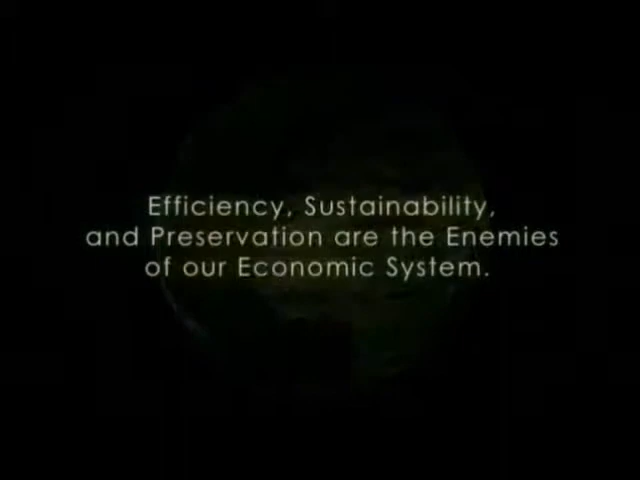 Efficiency, Sustainability,
and Preservation are the Enemies
of our Economic System.